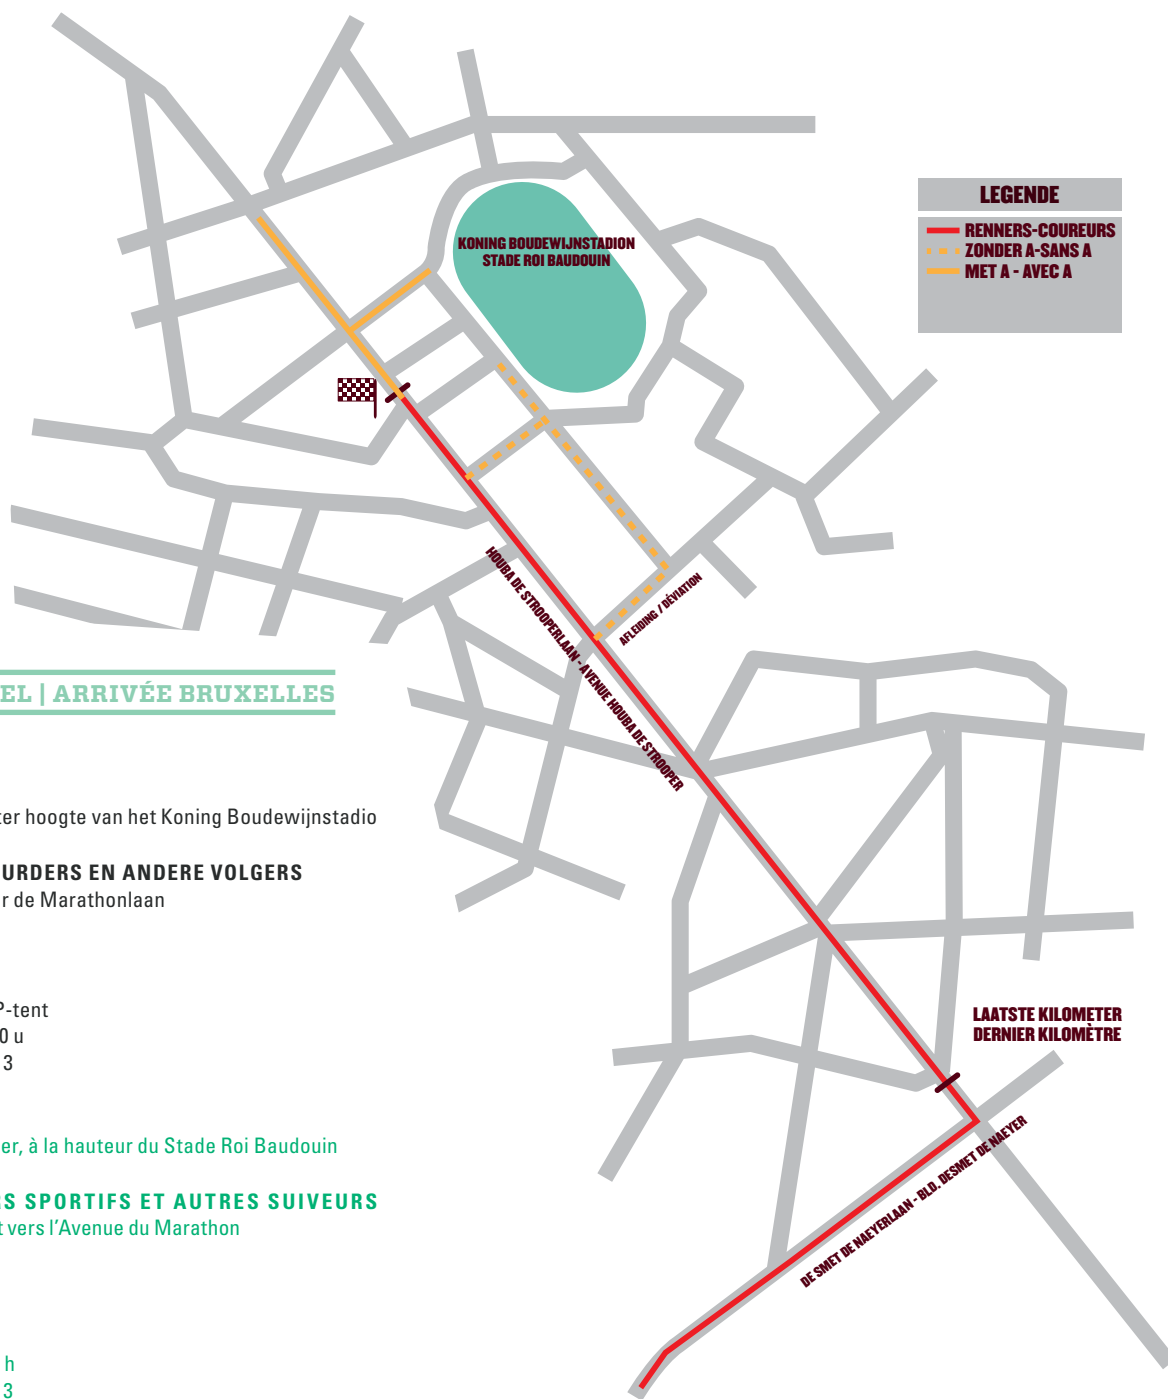 KONING BOUDEWIJNSTADION
STADE ROI BAUDOUIN
LEGENDE
RENNERS-COUREURS
ZONDER A-SANS A
MET A - AVEC A
HOUBA DE STROOPERLAAN - AVENUE HOUBA DE STROOPER
AFLEIDING / DÉVIATION
EL | ARRIVÉE BRUXELLES
ter hoogte van het Koning Boudewijnstadio
URDERS EN ANDERE VOLGERS
r de Marathonlaan
P-tent
0 u
3
LAATSTE KILOMETER
DERNIER KILOMÈTRE
DE SMET DE NAEYERLAAN - BLD. DESMET DE NAEYER
er, à la hauteur du Stade Roi Baudouin
RS SPORTIFS ET AUTRES SUIVEURS
t vers l'Avenue du Marathon
h
3